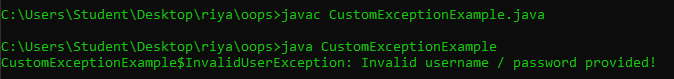 C:\Users\Student\Desktop\riya\oops>javac CustomExceptionExample.java
C:\Users\Student\Desktop\riya\oops>java CustomExceptionExample
CustomExceptionExample$InvalidUserException: Invalid username / password provided!